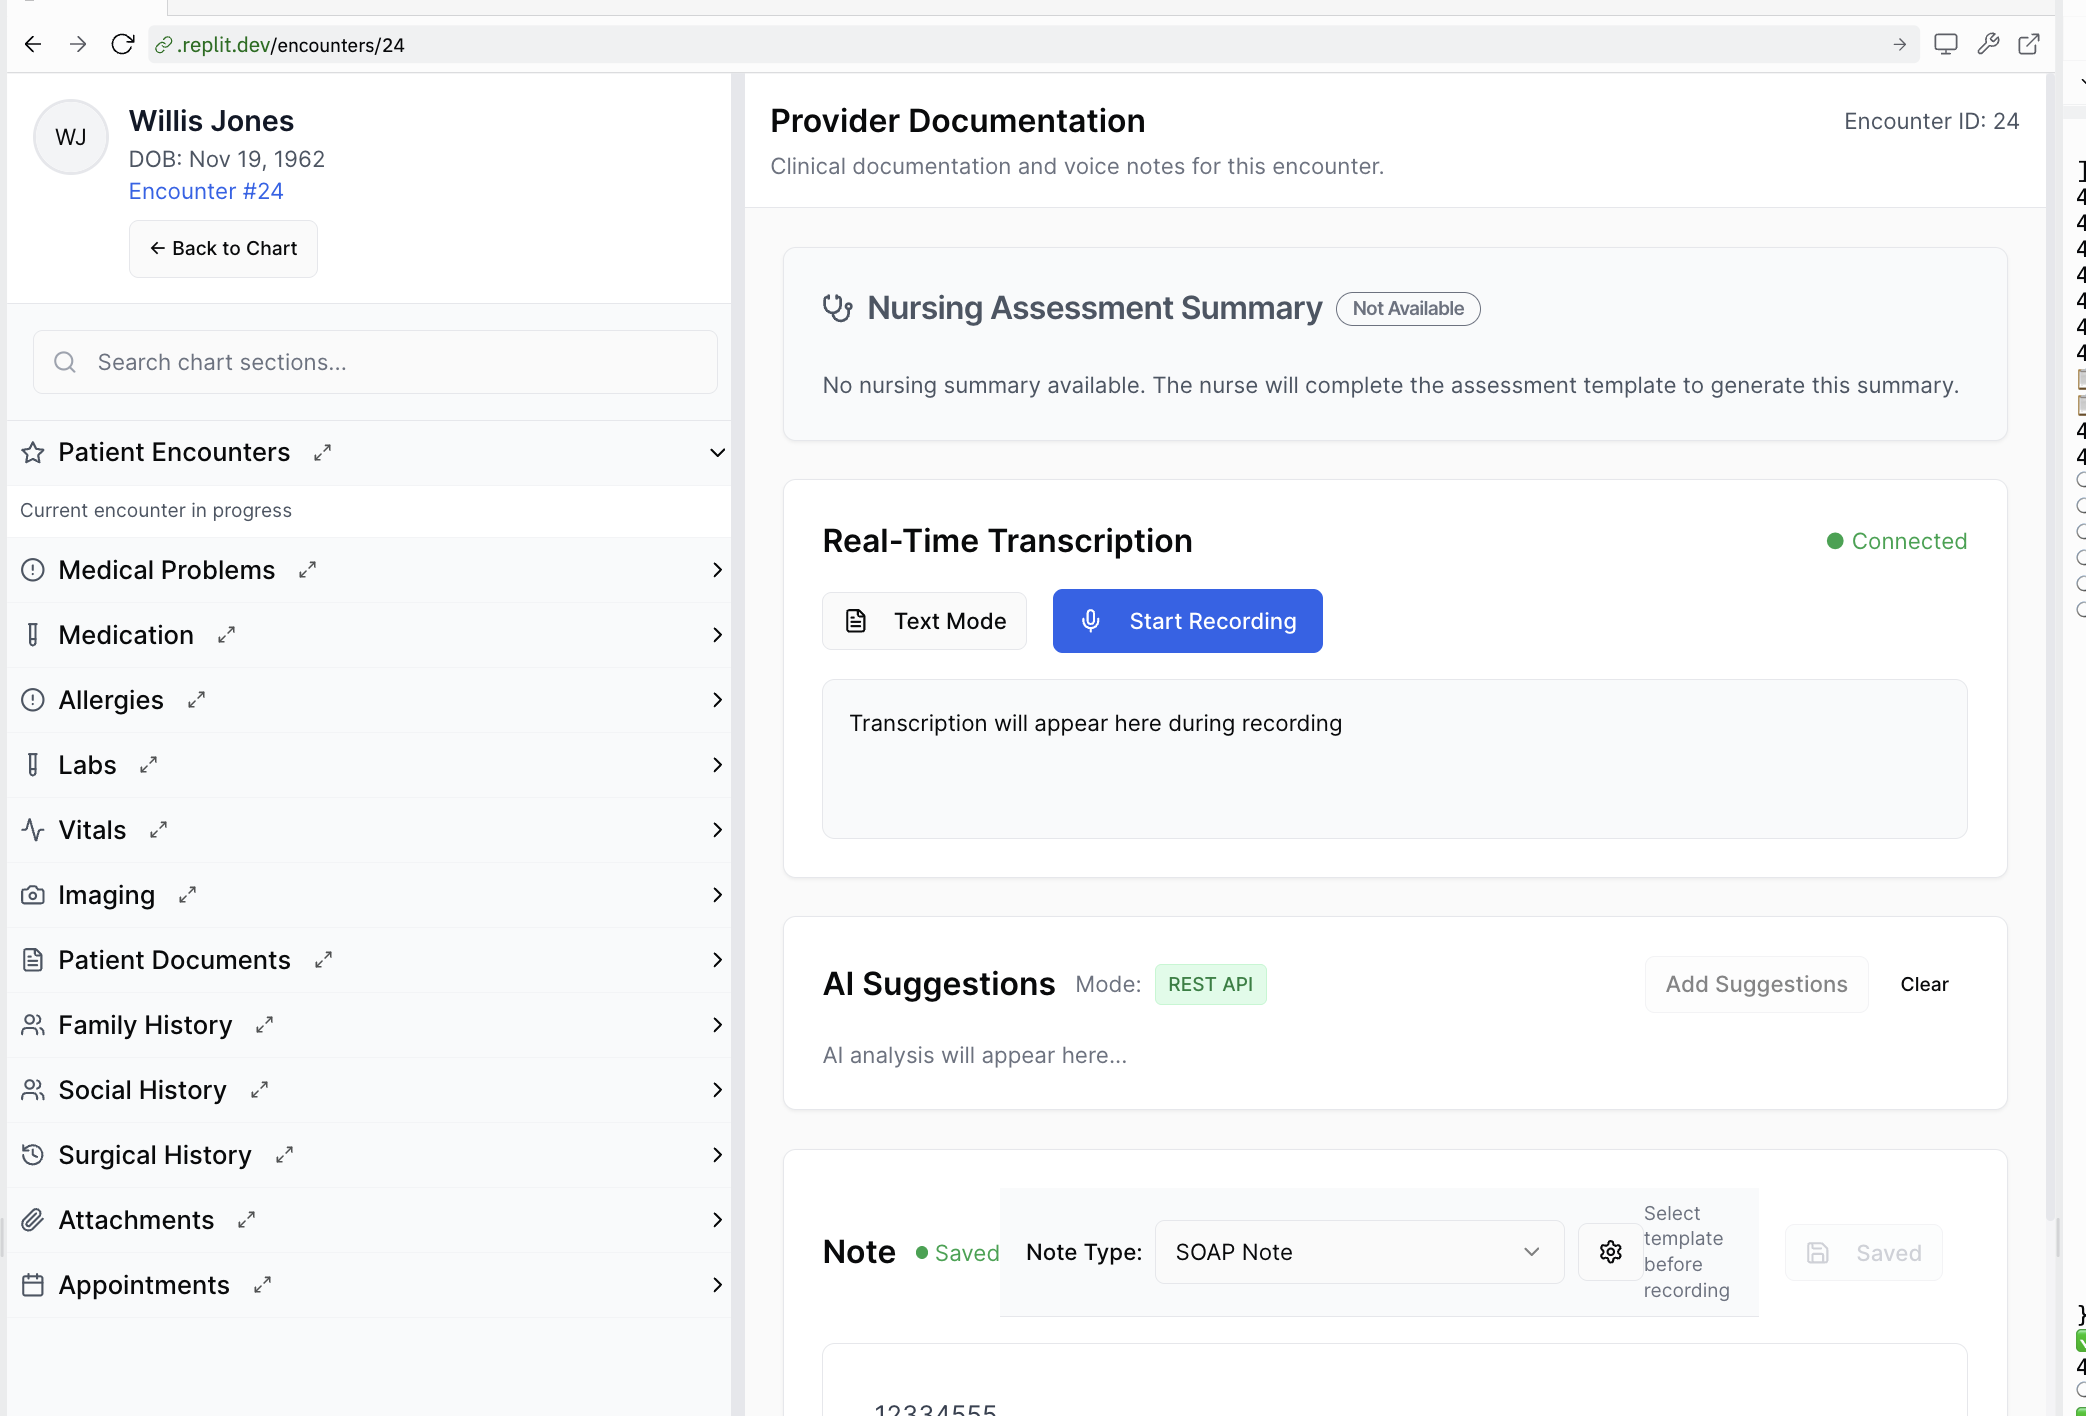 .replit.dev/encounters/24
WJ
Willis Jones
DOB: Nov 19, 1962
Encounter #24
← Back to Chart
Search chart sections...
Patient Encounters
Current encounter in progress
Medical Problems
Medication
Allergies
Labs
Vitals
Imaging
Patient Documents
Family History
Social History
Surgical History
Attachments
Appointments
Provider Documentation
Encounter ID: 24
Clinical documentation and voice notes for this encounter.
Nursing Assessment Summary
Not Available
No nursing summary available. The nurse will complete the assessment template to generate this summary.
Real-Time Transcription
Connected
Text Mode
Start Recording
Transcription will appear here during recording
AI Suggestions
Mode:
REST API
Add Suggestions
Clear
AI analysis will appear here...
Note
Saved
Note Type:
SOAP Note
Select
template
before
recording
Saved
12334555